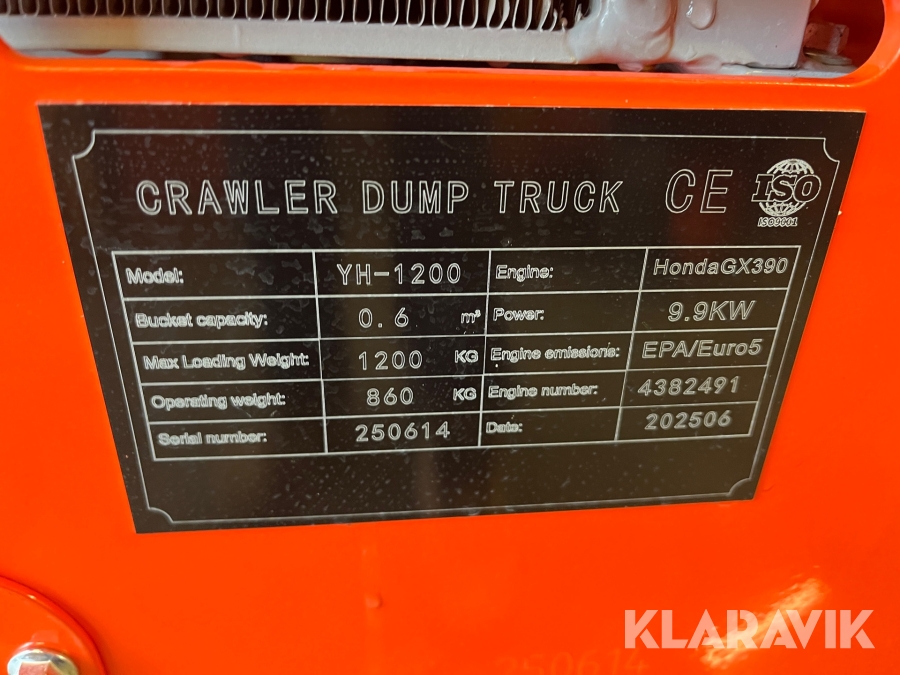 CRAWLER DUMP TRUCK CE ISO
ISO9001
Model: YH-1200 Engine: HondaGX390
Bucket capacity: 0.6 m³ Power: 9.9KW
Max Loading Weight: 1200 KG Engine emissions: EPA/Euro5
Operating weight: 860 KG Engine number: 4382491
Serial number: 250614 Date: 202506
KLARAVIK
250614